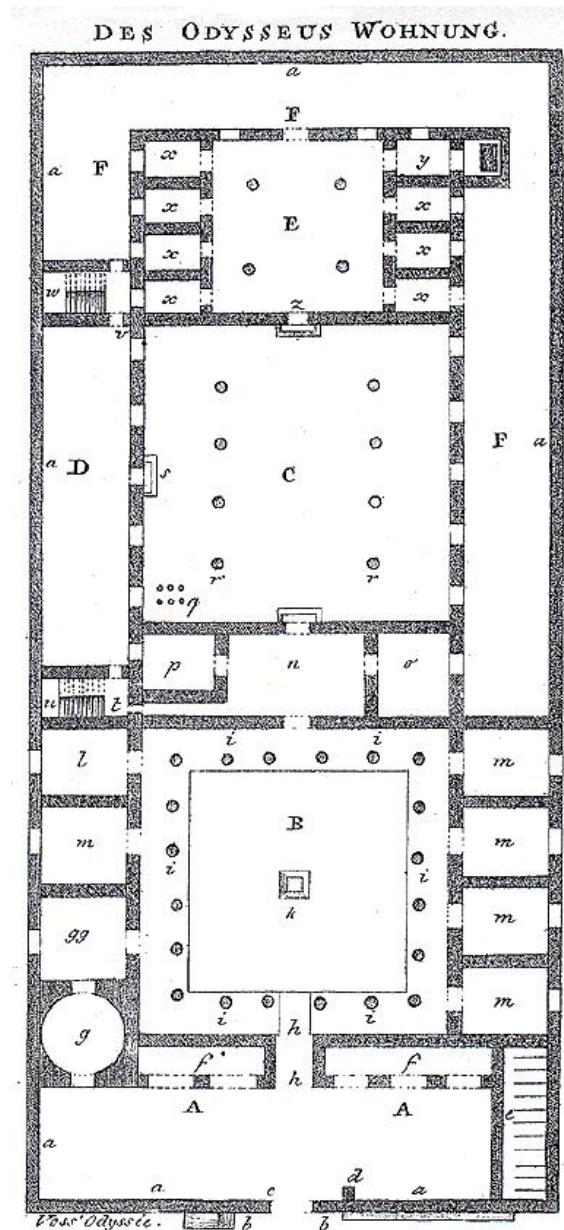 DES ODYSSEUS WOHNUNG.
a
F
a F
x y
x E x
x x
w x z x
v
a D s C F a
r r
q
p n o
u t
i i
l m
B
m i i m
k
gg m
g i h i m
f h f
A A e
a
d
a c a
Voss' Odyssee. b b